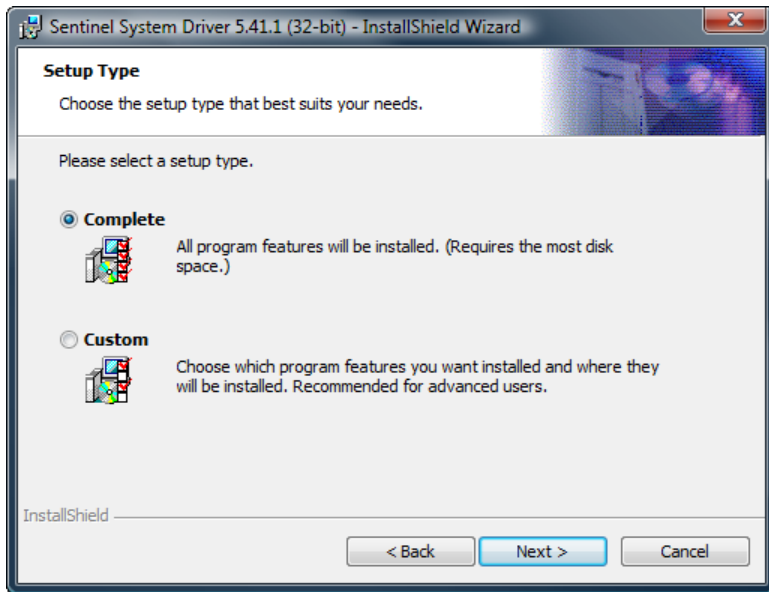 Sentinel System Driver 5.41.1 (32-bit) - InstallShield Wizard
Setup Type
Choose the setup type that best suits your needs.
Please select a setup type.
Complete
All program features will be installed. (Requires the most disk
space.)
Custom
Choose which program features you want installed and where they
will be installed. Recommended for advanced users.
InstallShield
< Back
Next >
Cancel